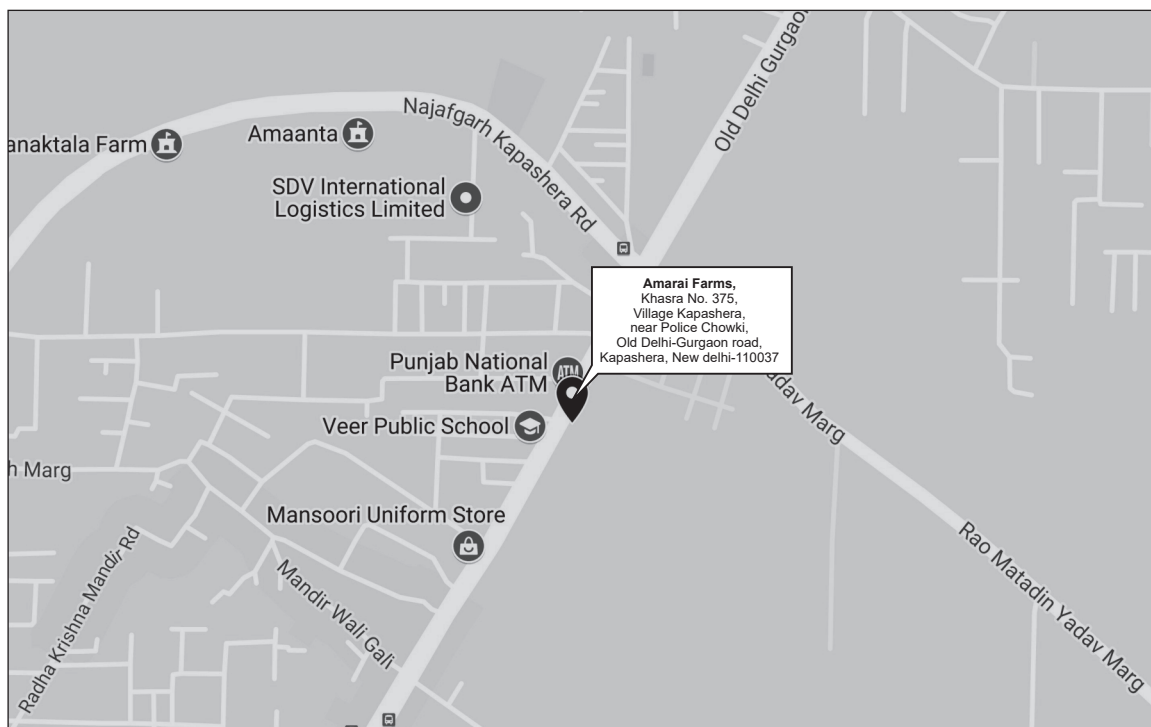 Old Delhi Gurgaon
Najafgarh Kapashera Rd
anaktala Farm
Amaanta
SDV International
Logistics Limited
Amarai Farms,
Khasra No. 375,
Village Kapashera,
near Police Chowki,
Old Delhi-Gurgaon road,
Kapashera, New delhi-110037
Punjab National
Bank ATM
ATM
adav Marg
Veer Public School
h Marg
Mansoori Uniform Store
Mandir Wali Gali
Radha Krishna Mandir Rd
Rao Matadin Yadav Marg